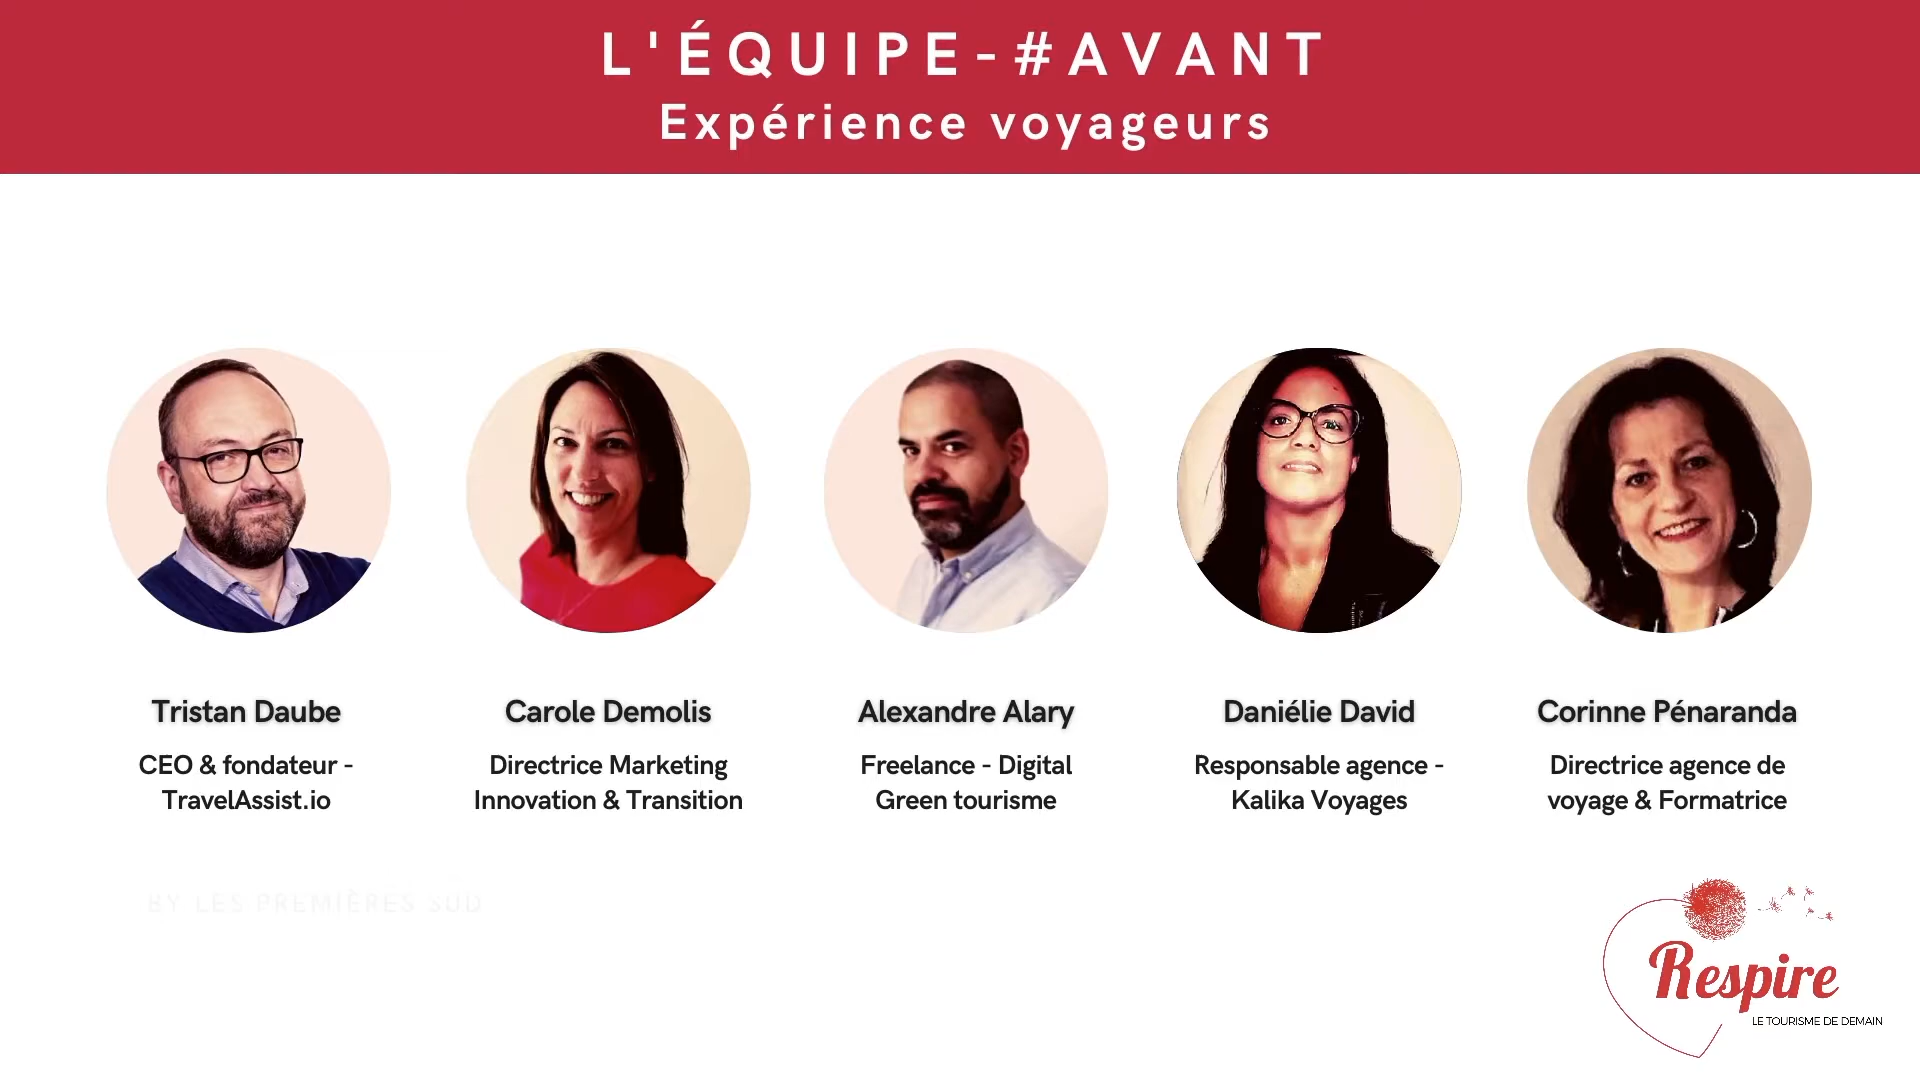 L'ÉQUIPE-#AVANT
Expérience voyageurs
Tristan Daube
CEO & fondateur -
TravelAssist.io
Carole Demolis
Directrice Marketing
Innovation & Transition
Alexandre Alary
Freelance - Digital
Green tourisme
Daniélie David
Responsable agence -
Kalika Voyages
Corinne Pénaranda
Directrice agence de
voyage & Formatrice
BY LES PREMIÈRES SUD
Respire
LE TOURISME DE DEMAIN